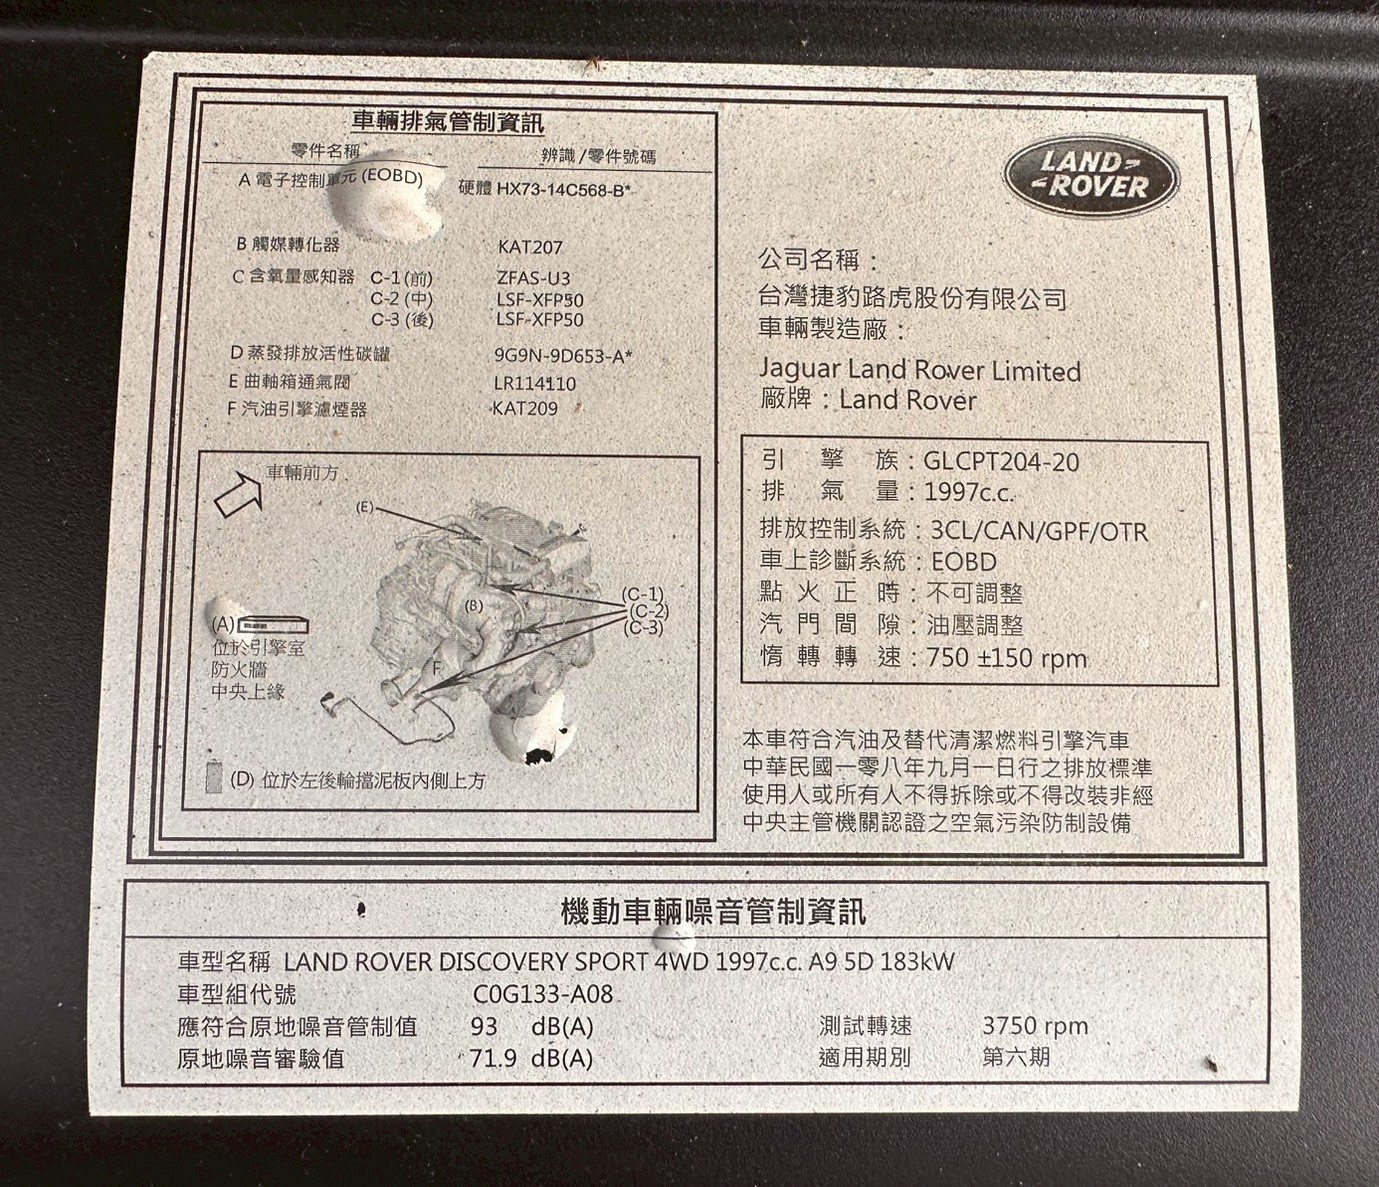 車輛排氣管制資訊
零件名稱 辨識/零件號碼
A 電子控制單元 (EOBD) 硬體 HX73-14C568-B*
B 觸媒轉化器 KAT207
C 含氧量感知器 C-1 (前) ZFAS-U3
C-2 (中) LSF-XFP50
C-3 (後) LSF-XFP50
D 蒸發排放活性碳罐 9G9N-9D653-A*
E 曲軸箱通氣閥 LR114110
F 汽油引擎濾煙器 KAT209
車輛前方
(E)
(B)
(C-1)
(C-2)
(C-3)
F
(A)
位於引擎室
防火牆
中央上緣
(D) 位於左後輪擋泥板內側上方
LAND-
-ROVER
公司名稱：
台灣捷豹路虎股份有限公司
車輛製造廠：
Jaguar Land Rover Limited
廠牌：Land Rover
引擎族：GLCPT204-20
排氣量：1997c.c.
排放控制系統：3CL/CAN/GPF/OTR
車上診斷系統：EOBD
點火正時：不可調整
汽門間隙：油壓調整
惰轉轉速：750 ±150 rpm
本車符合汽油及替代清潔燃料引擎汽車
中華民國一零八年九月一日行之排放標準
使用人或所有人不得拆除或不得改裝非經
中央主管機關認證之空氣污染防制設備
機動車輛噪音管制資訊
車型名稱 LAND ROVER DISCOVERY SPORT 4WD 1997c.c. A9 5D 183kW
車型組代號 C0G133-A08
應符合原地噪音管制值 93 dB(A) 測試轉速 3750 rpm
原地噪音審驗值 71.9 dB(A) 適用期別 第六期